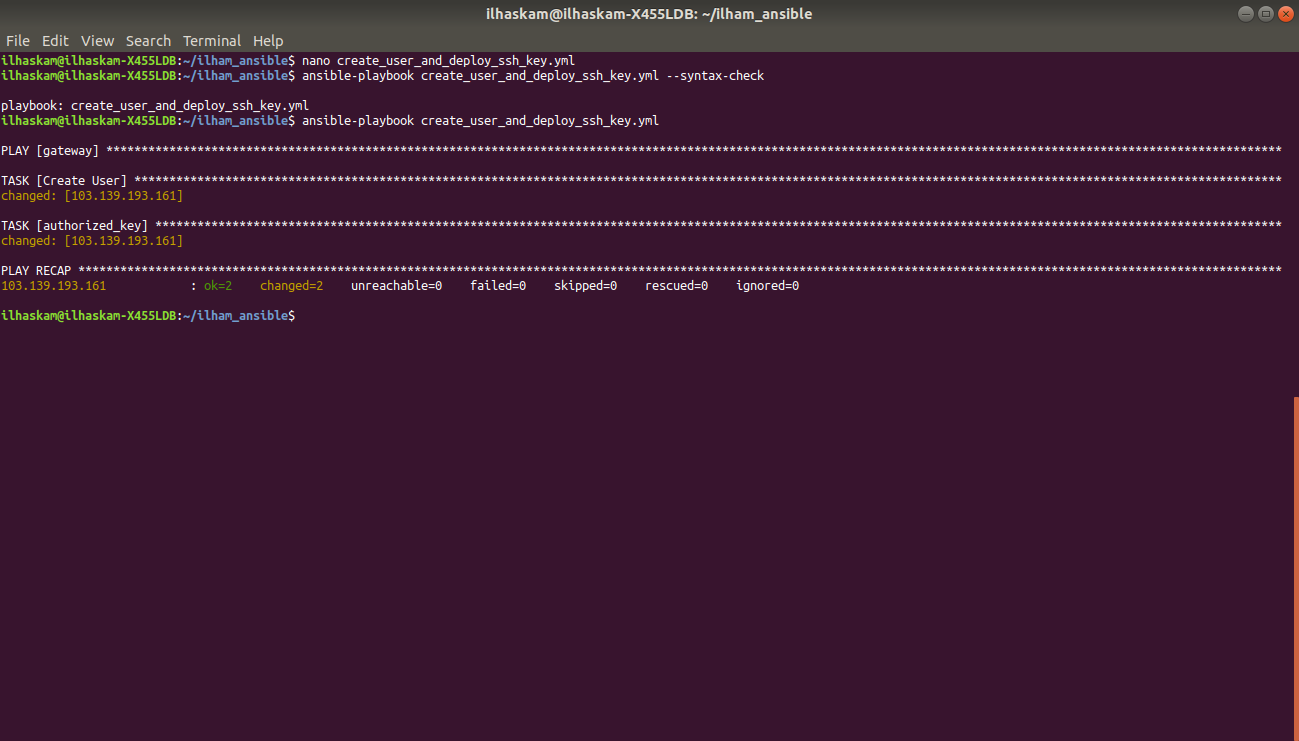 ilhaskam@ilhaskam-X455LDB: ~/ilham_ansible
File Edit View Search Terminal Help
ilhaskam@ilhaskam-X455LDB:~/ilham_ansible$ nano create_user_and_deploy_ssh_key.yml
ilhaskam@ilhaskam-X455LDB:~/ilham_ansible$ ansible-playbook create_user_and_deploy_ssh_key.yml --syntax-check
playbook: create_user_and_deploy_ssh_key.yml
ilhaskam@ilhaskam-X455LDB:~/ilham_ansible$ ansible-playbook create_user_and_deploy_ssh_key.yml
PLAY [gateway] ************************************************************************************************************************************************************************
TASK [Create User] ********************************************************************************************************************************************************************
changed: [103.139.193.161]
TASK [authorized_key] *****************************************************************************************************************************************************************
changed: [103.139.193.161]
PLAY RECAP ****************************************************************************************************************************************************************************
103.139.193.161            : ok=2    changed=2    unreachable=0    failed=0    skipped=0    rescued=0    ignored=0
ilhaskam@ilhaskam-X455LDB:~/ilham_ansible$